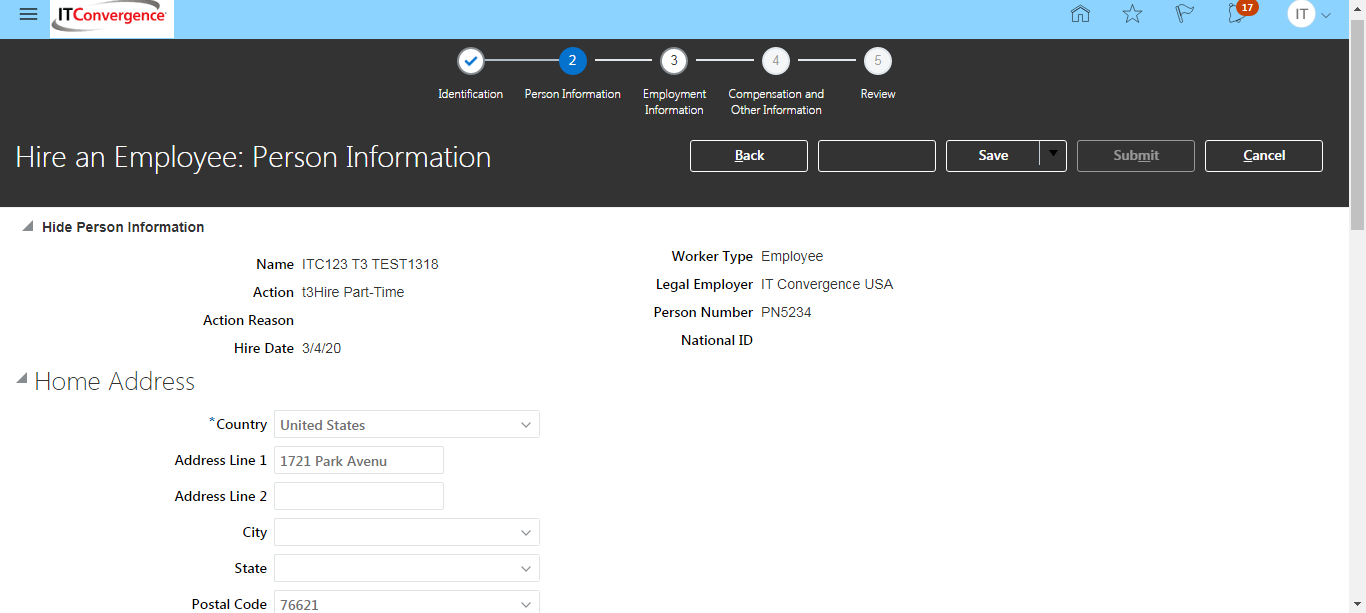 ITConvergence
17
IT
2
3
4
5
Identification
Person Information
Employment
Information
Compensation and
Other Information
Review
Hire an Employee: Person Information
Back
Save
Submit
Cancel
Hide Person Information
Name ITC123 T3 TEST1318
Action t3Hire Part-Time
Action Reason
Hire Date 3/4/20
Worker Type Employee
Legal Employer IT Convergence USA
Person Number PN5234
National ID
Home Address
*Country United States
Address Line 1 1721 Park Avenu
Address Line 2
City
State
Postal Code 76621